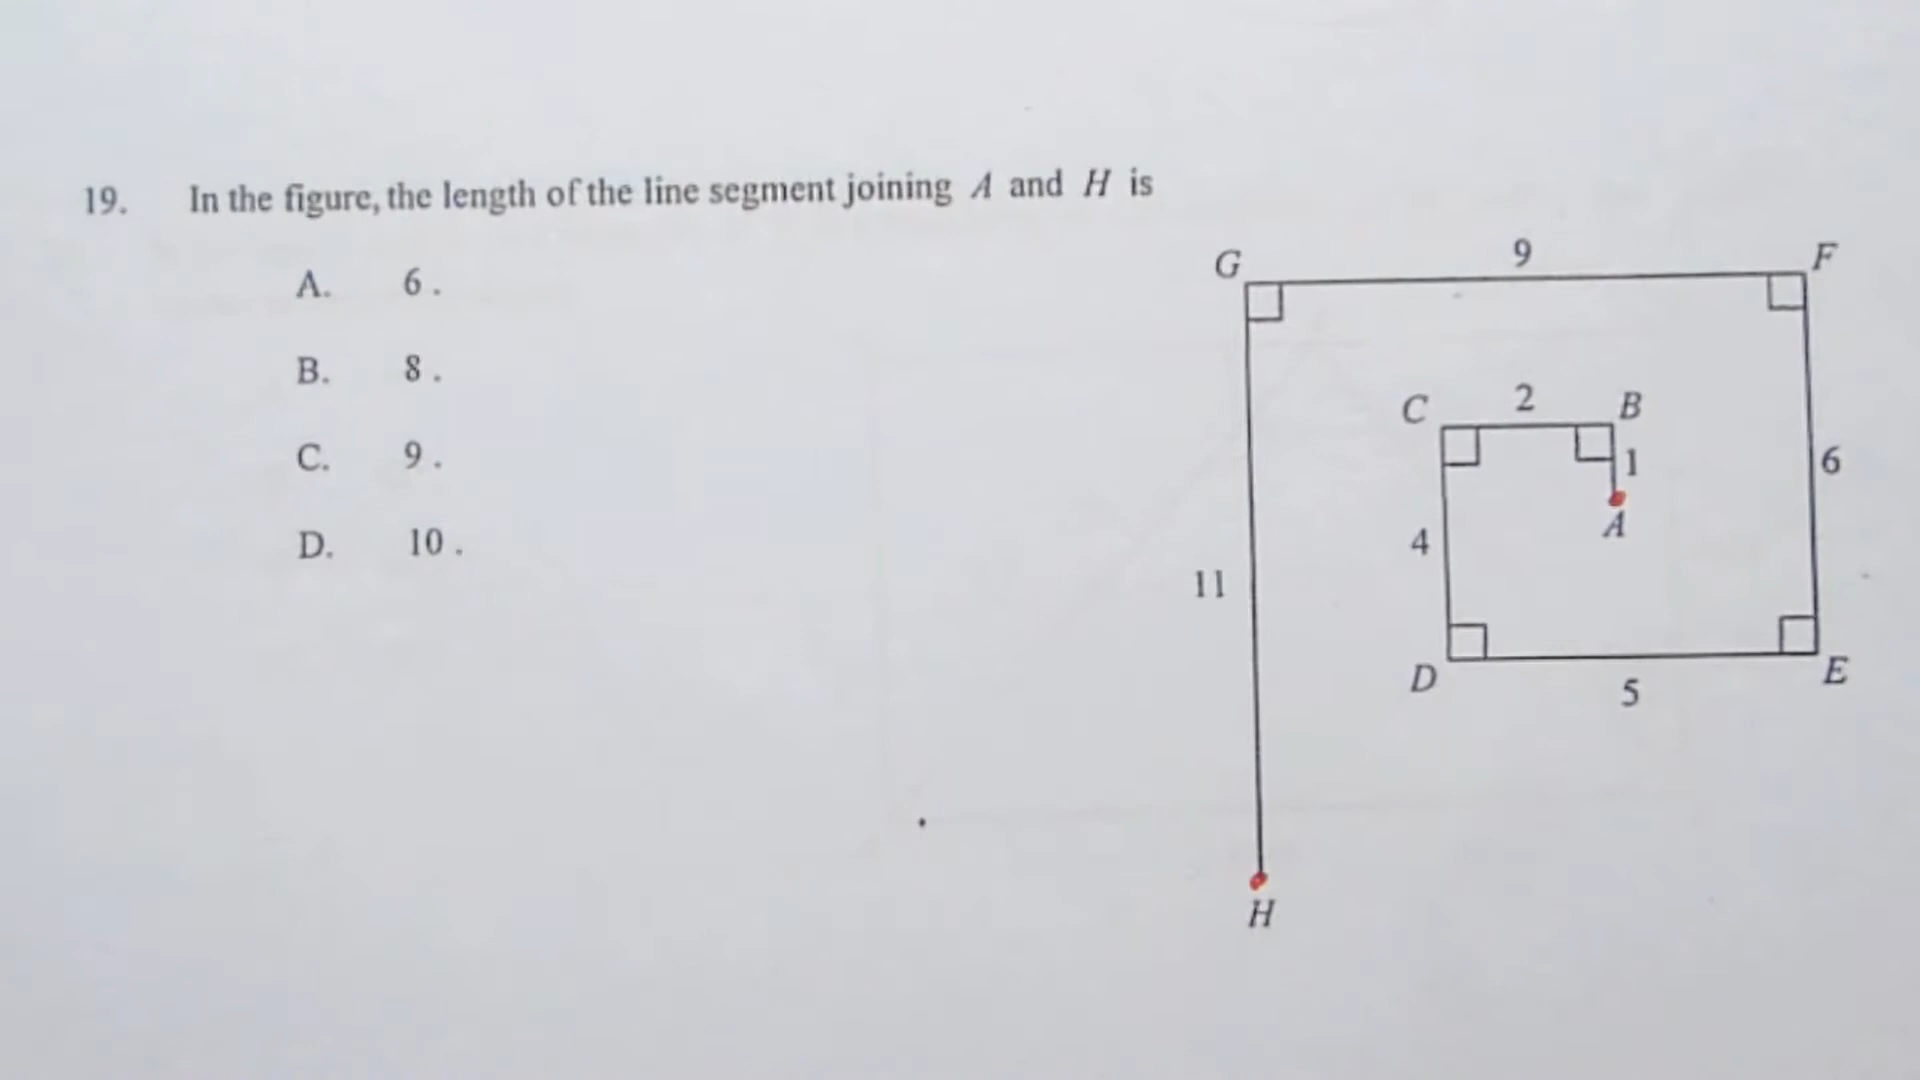 19. In the figure, the length of the line segment joining A and H is
A. 6 .
B. 8 .
C. 9 .
D. 10 .
G 9 F
C 2 B
1
6
A
4
11
D
5
E
H